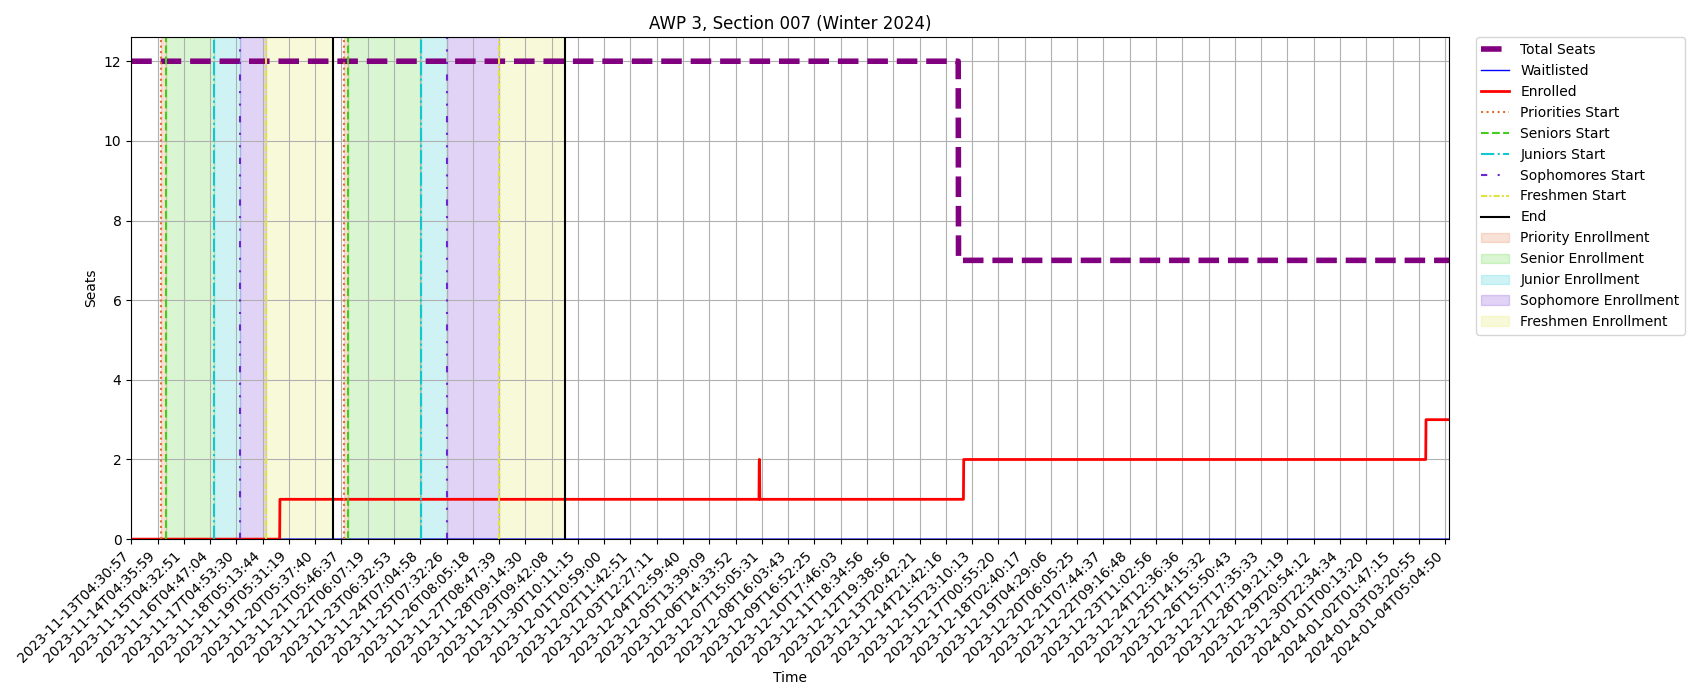 AWP 3, Section 007 (Winter 2024)
Seats
12
10
8
6
4
2
0
2023-11-13T04:30:57
2023-11-14T04:35:59
2023-11-15T04:32:51
2023-11-16T04:47:04
2023-11-17T04:53:30
2023-11-18T05:13:44
2023-11-19T05:31:19
2023-11-20T05:37:40
2023-11-21T05:46:37
2023-11-22T06:07:19
2023-11-23T06:32:53
2023-11-24T07:04:58
2023-11-25T07:32:26
2023-11-26T08:05:18
2023-11-27T08:47:39
2023-11-28T09:14:30
2023-11-29T09:42:08
2023-11-30T10:11:15
2023-12-01T10:59:00
2023-12-02T11:42:51
2023-12-03T12:27:11
2023-12-04T12:59:40
2023-12-05T13:39:09
2023-12-06T14:33:52
2023-12-07T15:05:31
2023-12-08T16:03:43
2023-12-09T16:52:25
2023-12-10T17:46:03
2023-12-11T18:34:56
2023-12-12T19:38:56
2023-12-13T20:42:21
2023-12-14T21:42:16
2023-12-15T23:10:13
2023-12-17T00:55:20
2023-12-18T02:40:17
2023-12-19T04:29:06
2023-12-20T06:05:25
2023-12-21T07:44:37
2023-12-22T09:16:48
2023-12-23T11:02:56
2023-12-24T12:36:36
2023-12-25T14:15:32
2023-12-26T15:50:43
2023-12-27T17:35:33
2023-12-28T19:21:19
2023-12-29T20:54:12
2023-12-30T22:34:34
2024-01-01T00:13:20
2024-01-02T01:47:15
2024-01-03T03:20:55
2024-01-04T05:04:50
Time
Total Seats
Waitlisted
Enrolled
Priorities Start
Seniors Start
Juniors Start
Sophomores Start
Freshmen Start
End
Priority Enrollment
Senior Enrollment
Junior Enrollment
Sophomore Enrollment
Freshmen Enrollment